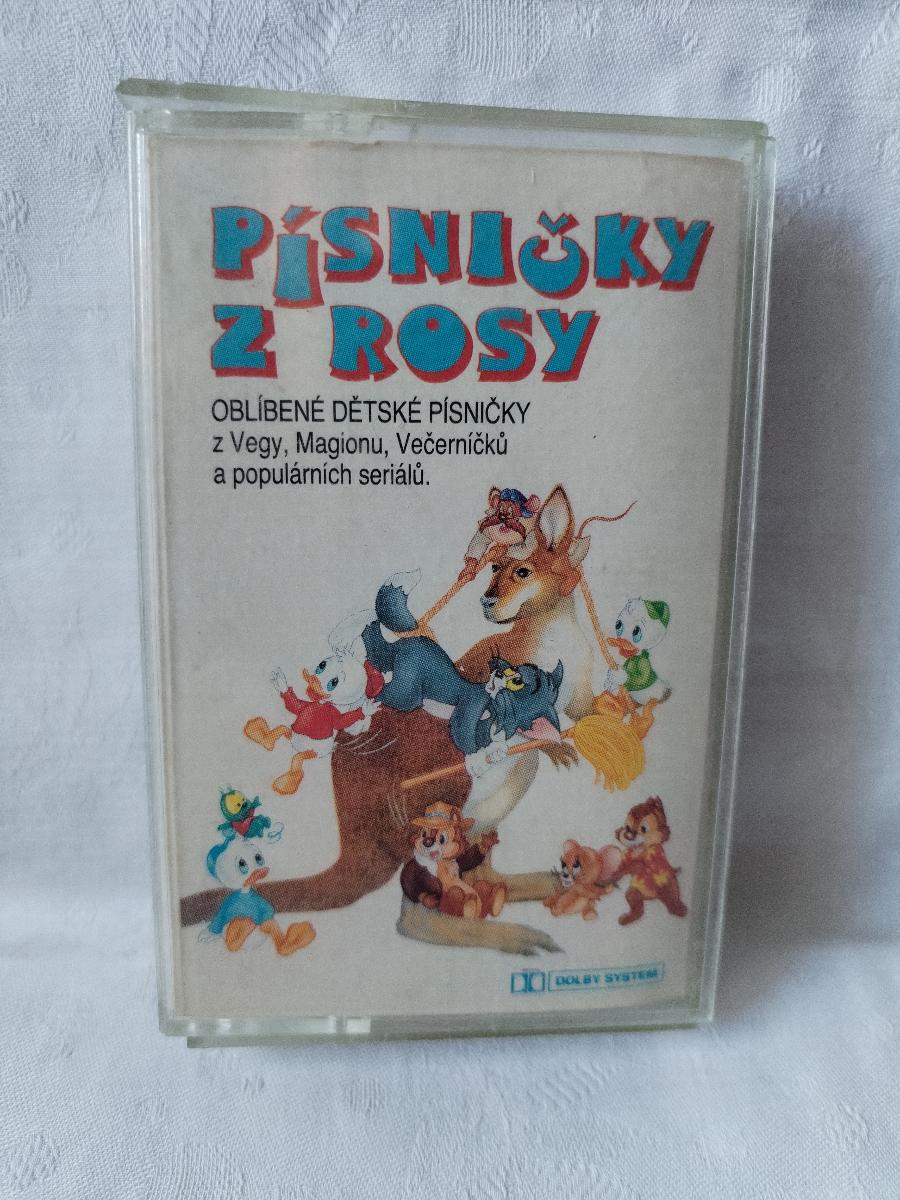 PÍSNIČKY
Z ROSY
OBLÍBENÉ DĚTSKÉ PÍSNIČKY
z Vegy, Magionu, Večerníčků
a populárních seriálů.
DOLBY SYSTEM